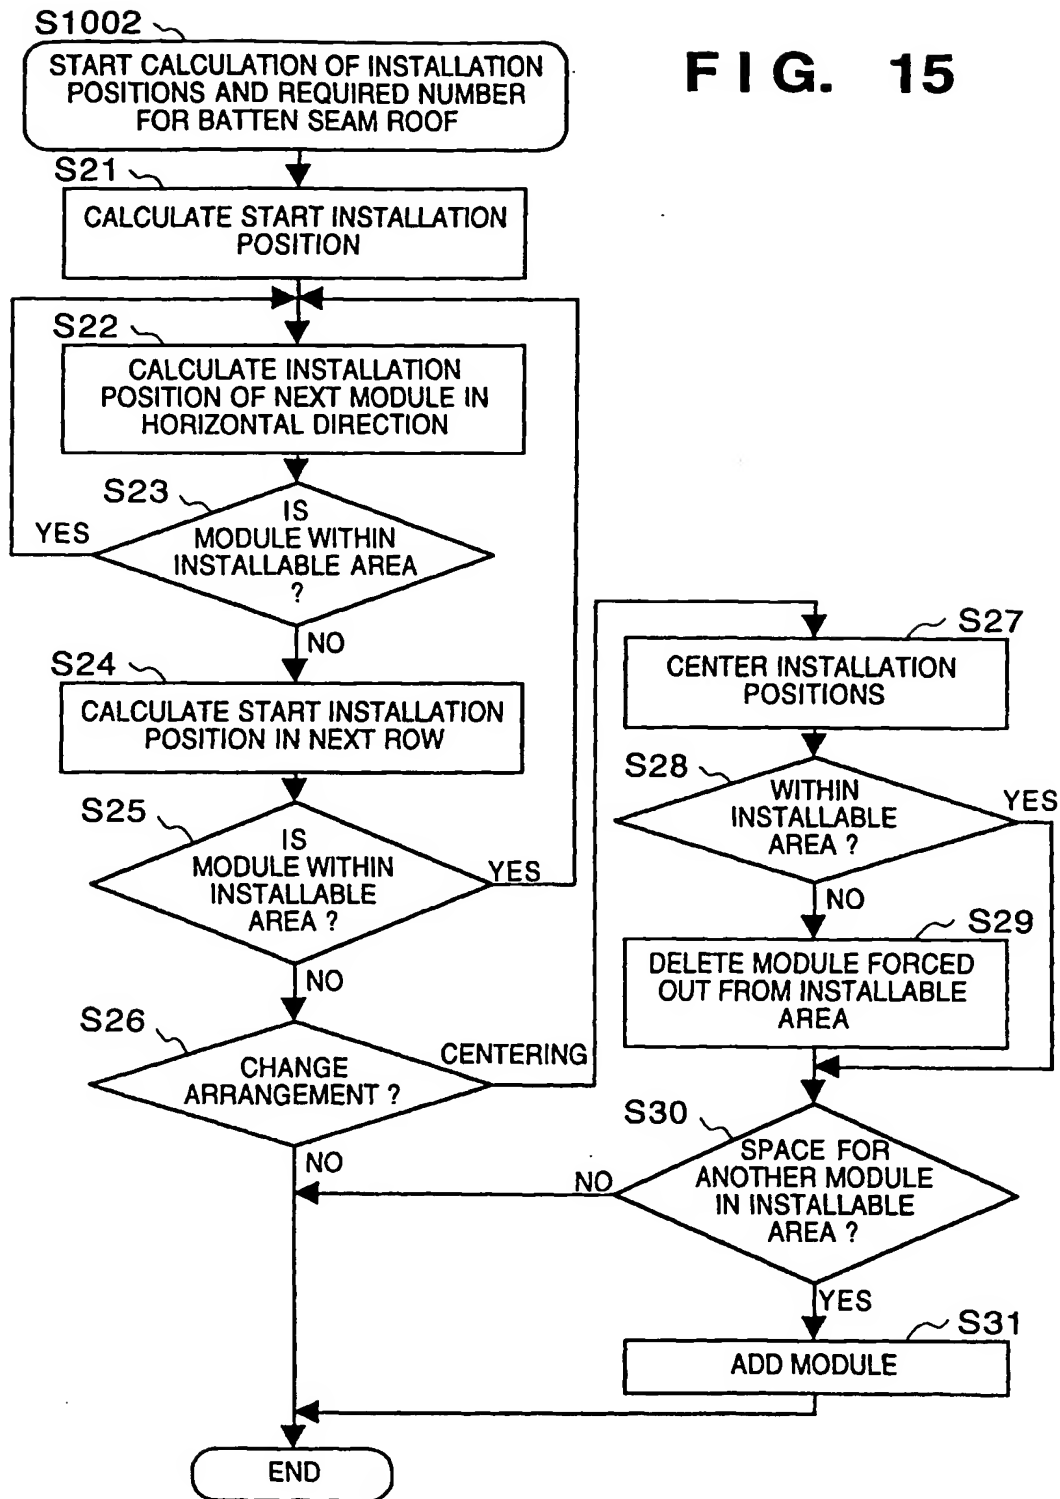 FIG. 15
S1002
START CALCULATION OF INSTALLATION
POSITIONS AND REQUIRED NUMBER
FOR BATTEN SEAM ROOF
S21
CALCULATE START INSTALLATION
POSITION
S22
CALCULATE INSTALLATION
POSITION OF NEXT MODULE IN
HORIZONTAL DIRECTION
S23
IS
MODULE WITHIN
INSTALLABLE AREA
?
YES
NO
S24
CALCULATE START INSTALLATION
POSITION IN NEXT ROW
S25
IS
MODULE WITHIN
INSTALLABLE
AREA ?
YES
NO
S26
CHANGE
ARRANGEMENT ?
CENTERING
NO
S27
CENTER INSTALLATION
POSITIONS
S28
WITHIN
INSTALLABLE
AREA ?
YES
NO
S29
DELETE MODULE FORCED
OUT FROM INSTALLABLE
AREA
S30
SPACE FOR
ANOTHER MODULE
IN INSTALLABLE
AREA ?
NO
YES
S31
ADD MODULE
END